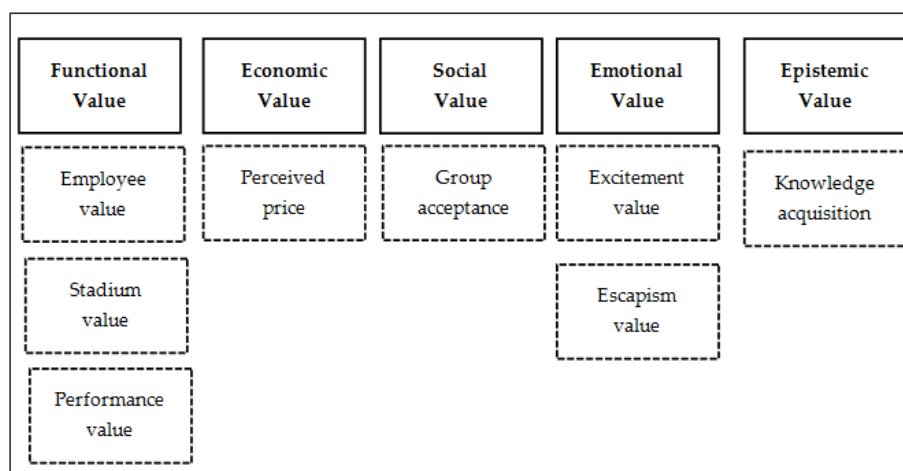 Functional
Value
Economic
Value
Social
Value
Emotional
Value
Epistemic
Value
Employee
value
Perceived
price
Group
acceptance
Excitement
value
Knowledge
acquisition
Stadium
value
Escapism
value
Performance
value